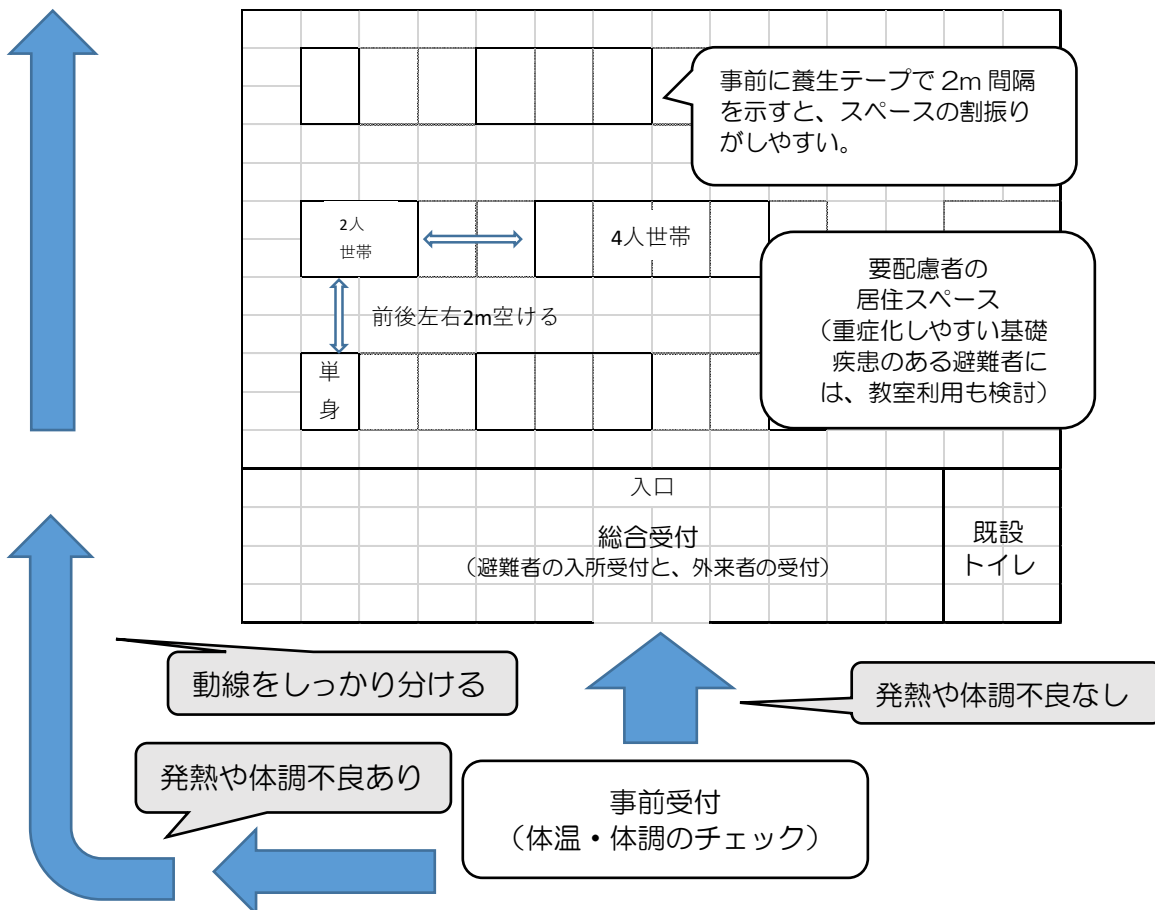 事前に養生テープで 2m 間隔
を示すと、スペースの割振り
がしやすい。
2人
世帯
4人世帯
要配慮者の
居住スペース
（重症化しやすい基礎
疾患のある避難者に
は、教室利用も検討）
前後左右2m空ける
単
身
入口
総合受付
（避難者の入所受付と、外来者の受付）
既設
トイレ
動線をしっかり分ける
発熱や体調不良なし
発熱や体調不良あり
事前受付
（体温・体調のチェック）